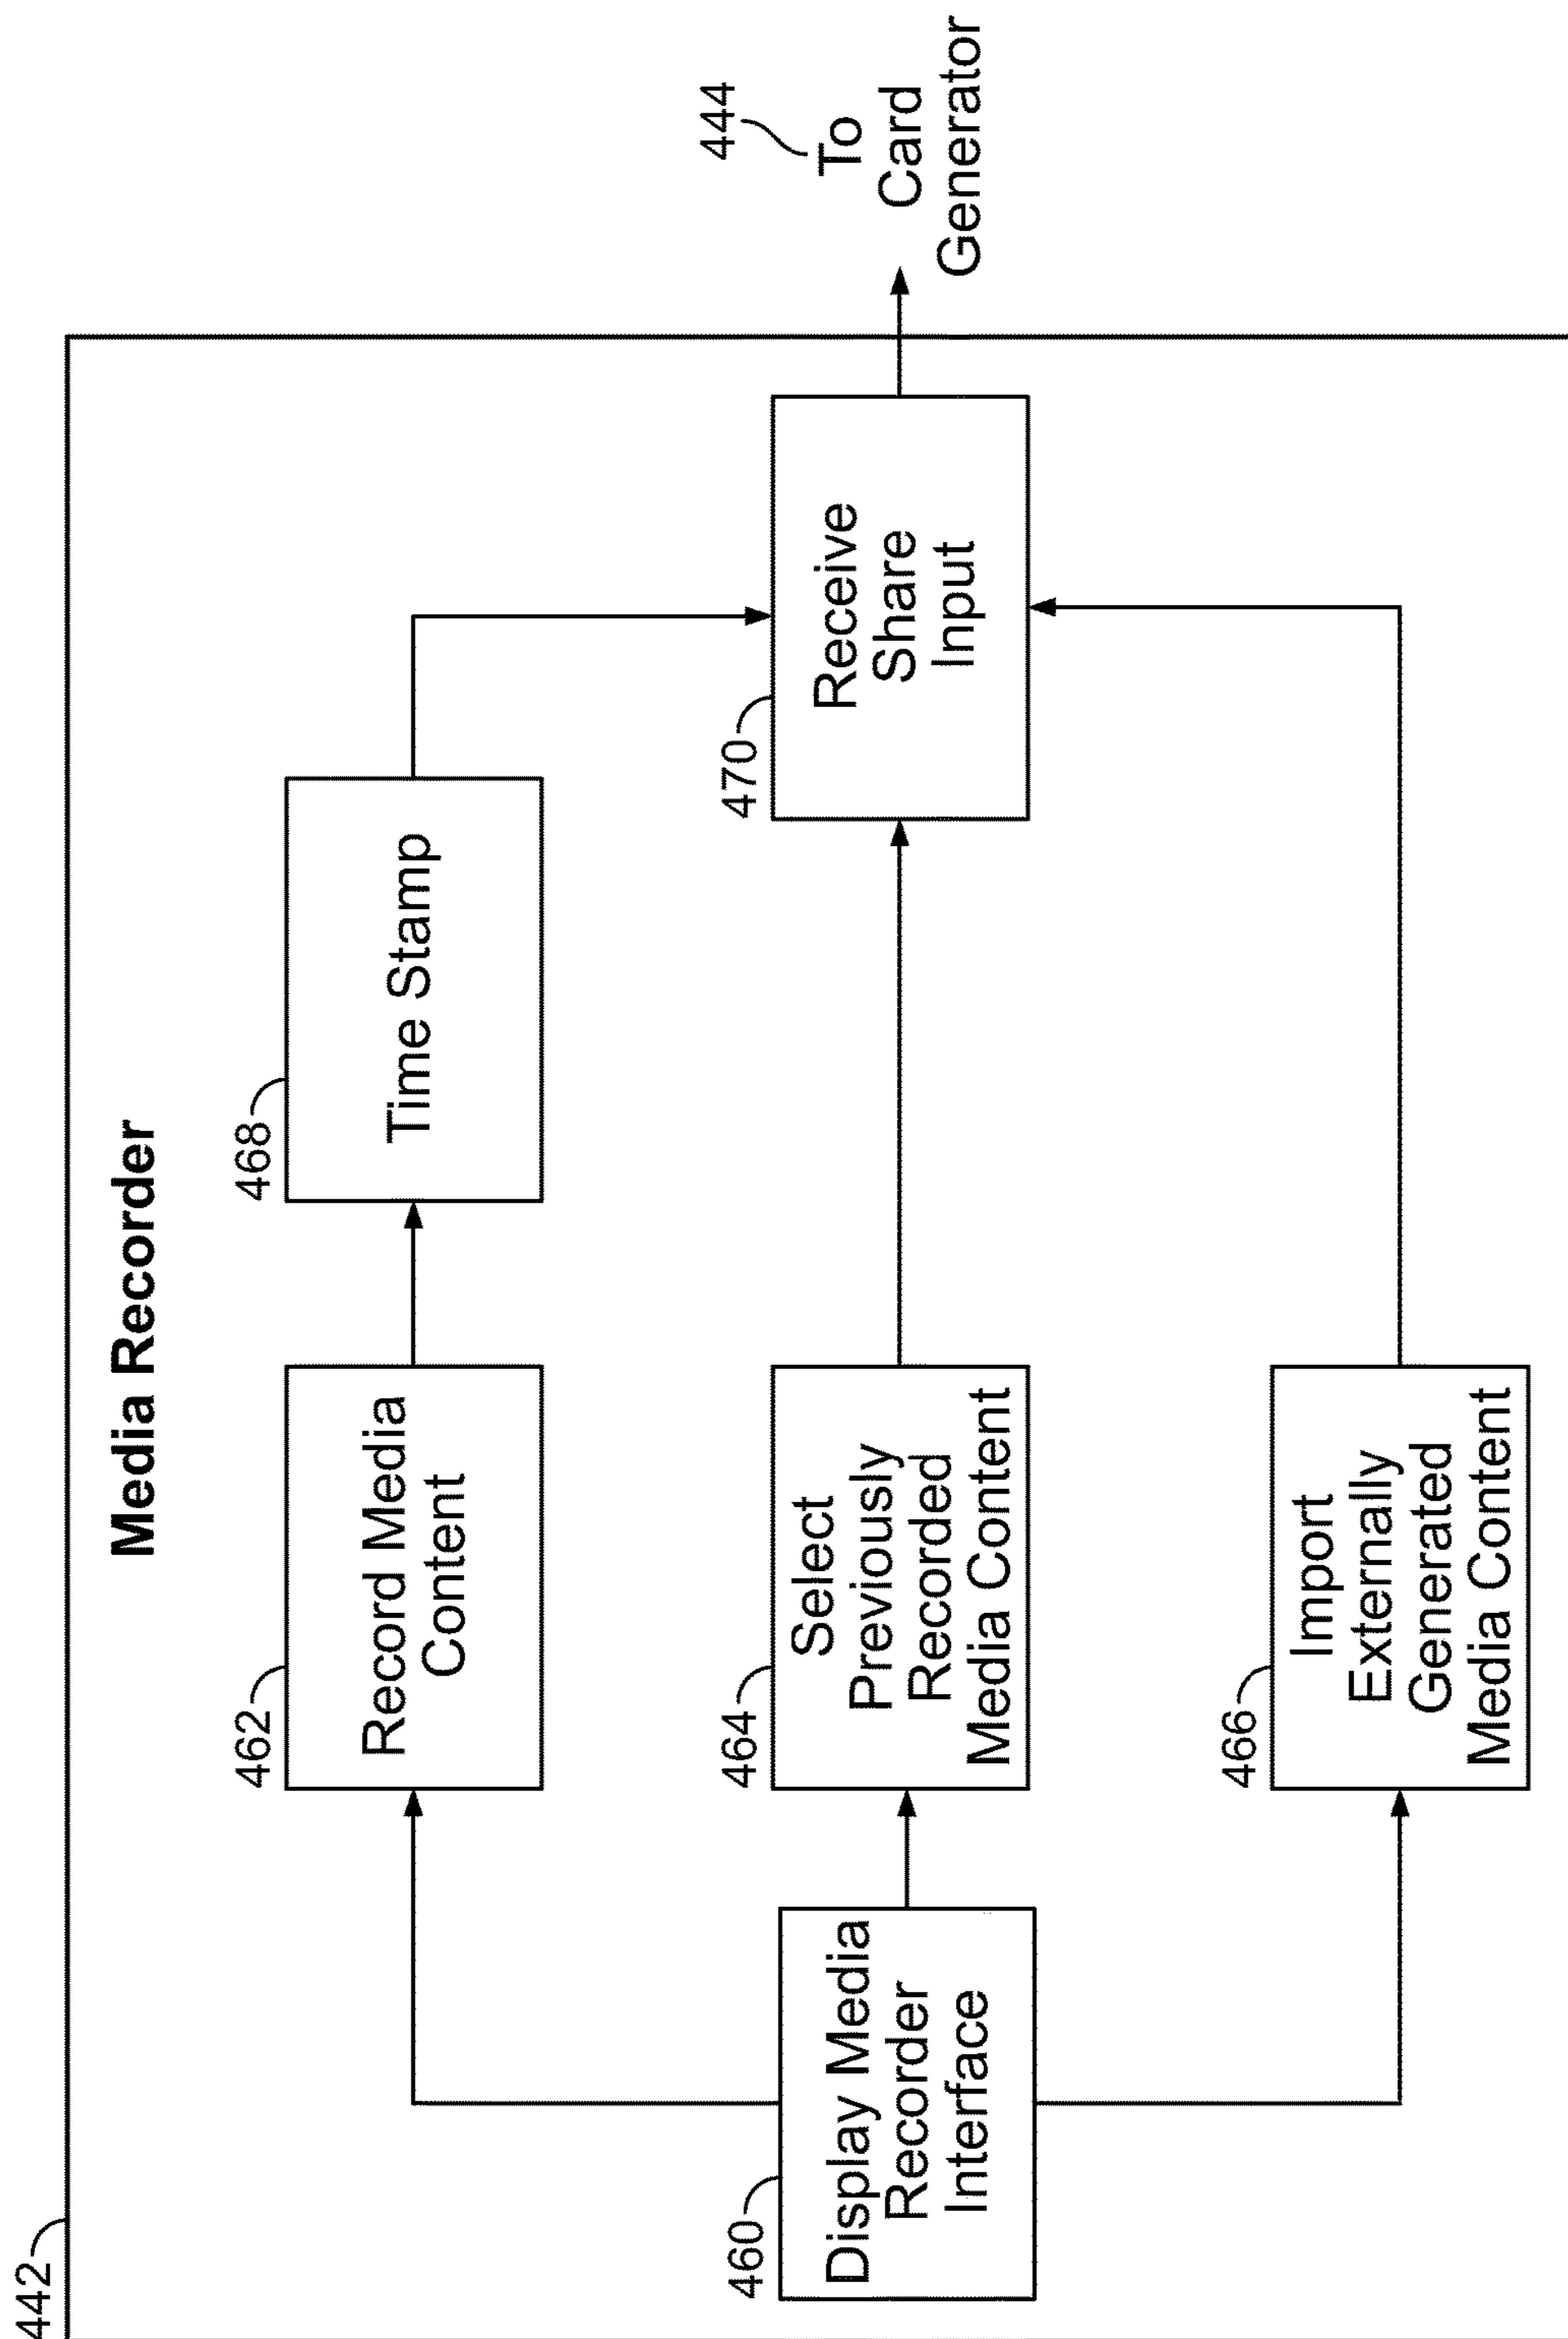 442
Media Recorder
460
Display Media
Recorder
Interface
462
Record Media
Content
468
Time Stamp
464
Select
Previously
Recorded
Media Content
466
Import
Externally
Generated
Media Content
470
Receive
Share
Input
444
To
Card
Generator